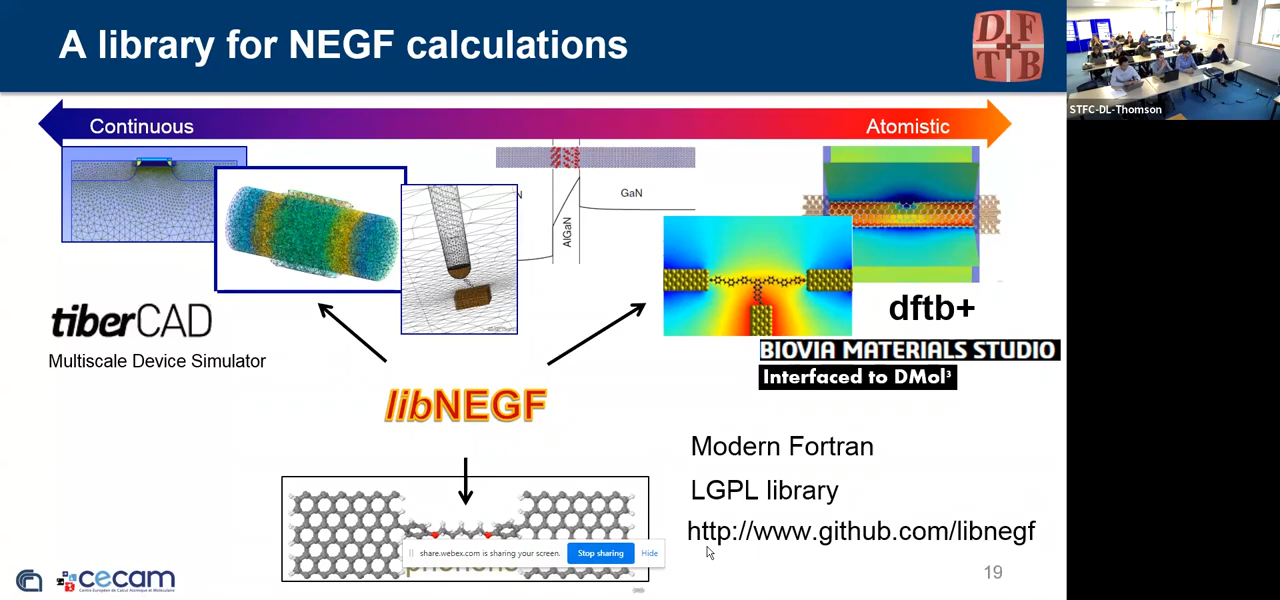 A library for NEGF calculations
D F
T B
STFC-DL-Thomson
Continuous
Atomistic
N
AlGaN
GaN
tiberCAD
Multiscale Device Simulator
dftb+
BIOVIA MATERIALS STUDIO
Interfaced to DMol³
libNEGF
Modern Fortran
LGPL library
http://www.github.com/libnegf
share.webex.com is sharing your screen.
Stop sharing
Hide
phonons
cecam
Centre Européen de Calcul Atomique et Moléculaire
19